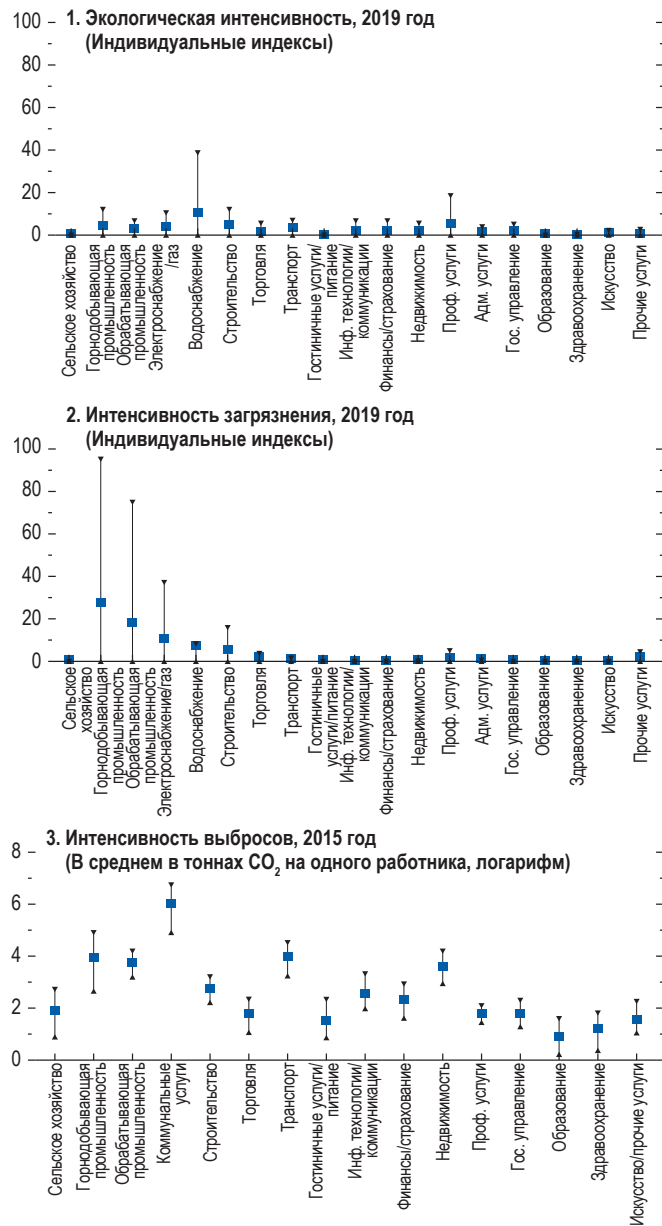 1. Экологическая интенсивность, 2019 год
(Индивидуальные индексы)
100
80
60
40
20
0
Сельское хозяйство
Горнодобывающая
промышленность
Обрабатывающая
промышленность
Электроснабжение
/газ
Водоснабжение
Строительство
Торговля
Транспорт
Гостиничные услуги/
питание
Инф. технологии/
коммуникации
Финансы/страхование
Недвижимость
Проф. услуги
Адм. услуги
Гос. управление
Образование
Здравоохранение
Искусство
Прочие услуги
2. Интенсивность загрязнения, 2019 год
(Индивидуальные индексы)
100
80
60
40
20
0
Сельское
хозяйство
Горнодобывающая
промышленность
Обрабатывающая
промышленность
Электроснабжение/газ
Водоснабжение
Строительство
Торговля
Транспорт
Гостиничные
услуги/питание
Инф. технологии/
коммуникации
Финансы/страхование
Недвижимость
Проф. услуги
Адм. услуги
Гос. управление
Образование
Здравоохранение
Искусство
Прочие услуги
3. Интенсивность выбросов, 2015 год
(В среднем в тоннах CO2 на одного работника, логарифм)
8
6
4
2
0
Сельское хозяйство
Горнодобывающая
промышленность
Обрабатывающая
промышленность
Коммунальные
услуги
Строительство
Торговля
Транспорт
Гостиничные услуги/
питание
Инф. технологии/
коммуникации
Финансы/страхование
Недвижимость
Проф. услуги
Гос. управление
Образование
Здравоохранение
Искусство/прочие услуги